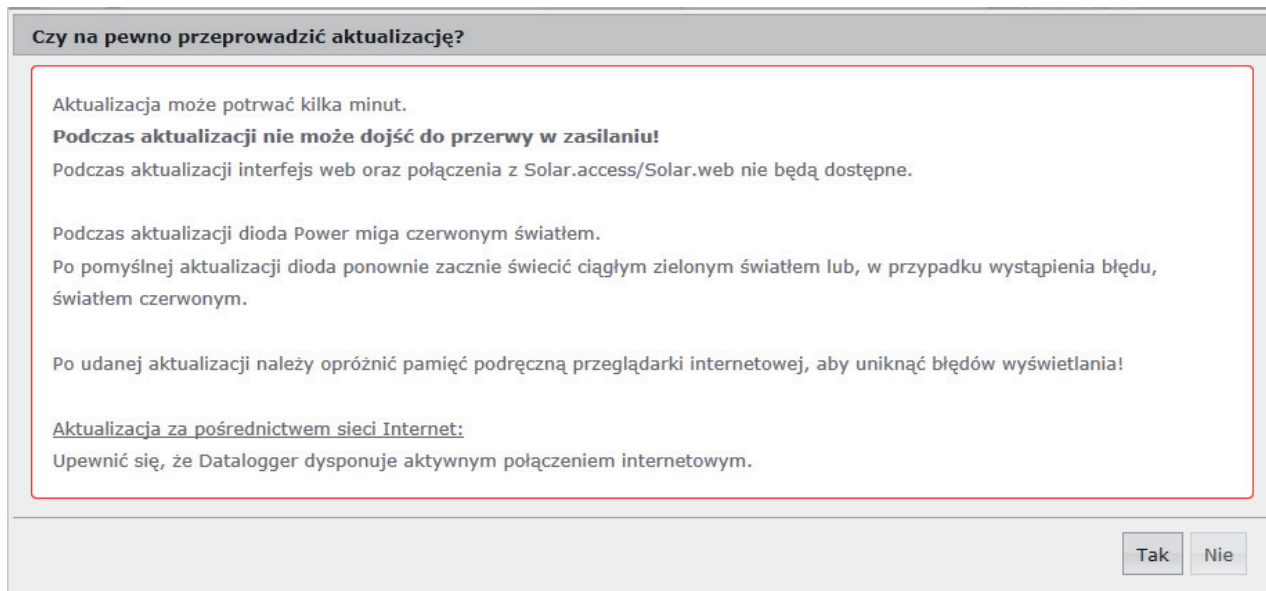 Czy na pewno przeprowadzić aktualizację?
Aktualizacja może potrwać kilka minut.
Podczas aktualizacji nie może dojść do przerwy w zasilaniu!
Podczas aktualizacji interfejs web oraz połączenia z Solar.access/Solar.web nie będą dostępne.
Podczas aktualizacji dioda Power miga czerwonym światłem.
Po pomyślnej aktualizacji dioda ponownie zacznie świecić ciągłym zielonym światłem lub, w przypadku wystąpienia błędu,
światłem czerwonym.
Po udanej aktualizacji należy opróżnić pamięć podręczną przeglądarki internetowej, aby uniknąć błędów wyświetlania!
Aktualizacja za pośrednictwem sieci Internet:
Upewnić się, że Datalogger dysponuje aktywnym połączeniem internetowym.
Tak Nie